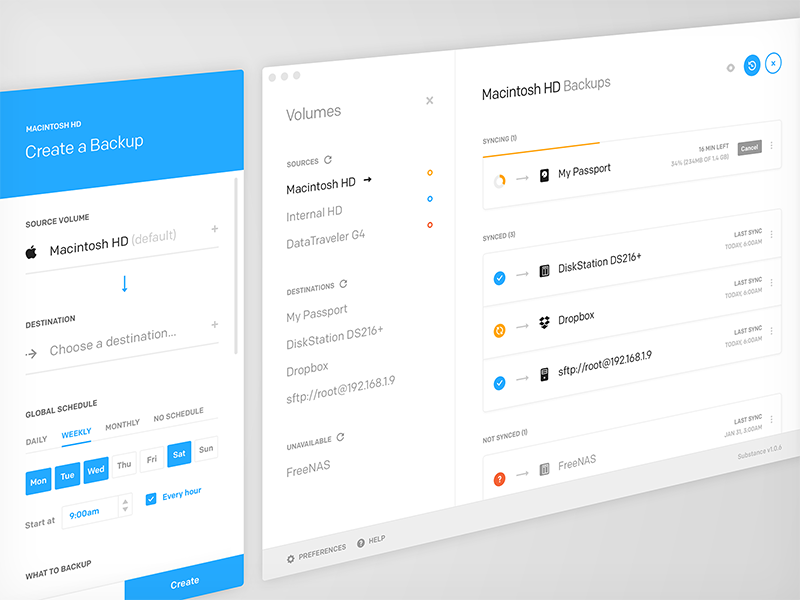 MACINTOSH HD
Create a Backup
SOURCE VOLUME
Macintosh HD (default)
DESTINATION
Choose a destination...
GLOBAL SCHEDULE
DAILY WEEKLY MONTHLY NO SCHEDULE
Mon Tue Wed Thu Fri Sat Sun
Start at 9:00am Every hour
WHAT TO BACKUP
Create
Volumes
SOURCES
Macintosh HD
Internal HD
DataTraveler G4
DESTINATIONS
My Passport
DiskStation DS216+
Dropbox
sftp://root@192.168.1.9
UNAVAILABLE
FreeNAS
PREFERENCES HELP
Macintosh HD Backups
SYNCING (1)
My Passport
16 MIN LEFT
34% (234MB OF 1.4 GB)
Cancel
SYNCED (3)
DiskStation DS216+
LAST SYNC
TODAY, 6:00AM
Dropbox
LAST SYNC
TODAY, 6:00AM
sftp://root@192.168.1.9
LAST SYNC
TODAY, 6:00AM
NOT SYNCED (1)
FreeNAS
LAST SYNC
JAN 31, 3:00AM
Substance v1.0.6